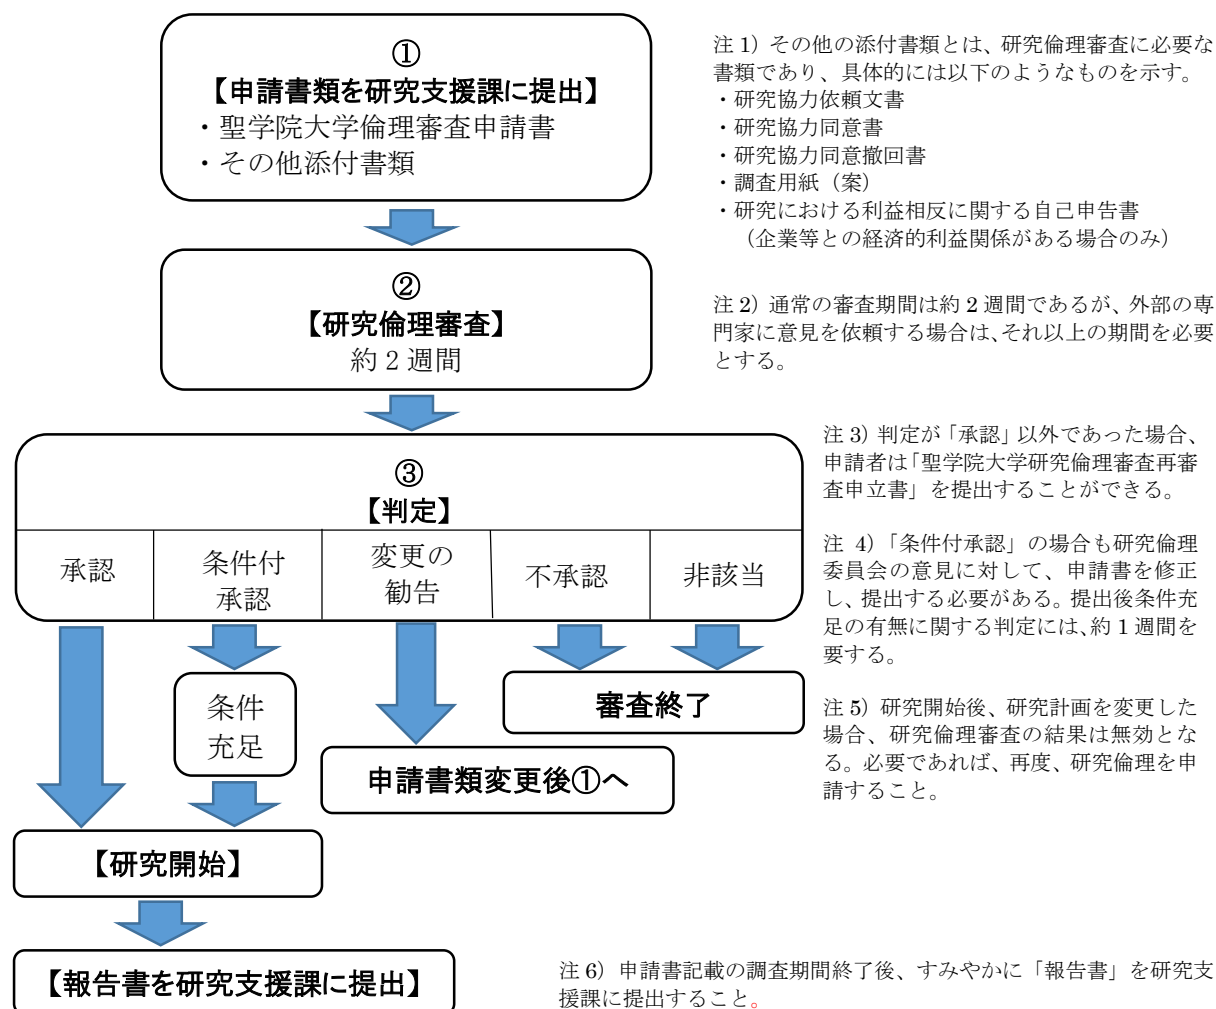 ①
【申請書類を研究支援課に提出】
・聖学院大学倫理審査申請書
・その他添付書類
注 1）その他の添付書類とは、研究倫理審査に必要な
書類であり、具体的には以下のようなものを示す。
・研究協力依頼文書
・研究協力同意書
・研究協力同意撤回書
・調査用紙（案）
・研究における利益相反に関する自己申告書
（企業等との経済的利益関係がある場合のみ）
②
【研究倫理審査】
約 2 週間
注 2）通常の審査期間は約 2 週間であるが、外部の専
門家に意見を依頼する場合は、それ以上の期間を必要
とする。
③
【判定】
承認
条件付
承認
変更の
勧告
不承認
非該当
注 3）判定が「承認」以外であった場合、
申請者は「聖学院大学研究倫理審査再審
査申立書」を提出することができる。
注 4）「条件付承認」の場合も研究倫理
委員会の意見に対して、申請書を修正
し、提出する必要がある。提出後条件充
足の有無に関する判定には、約 1 週間を
要する。
条件
充足
審査終了
申請書類変更後①へ
注 5）研究開始後、研究計画を変更した
場合、研究倫理審査の結果は無効とな
る。必要であれば、再度、研究倫理を申
請すること。
【研究開始】
【報告書を研究支援課に提出】
注 6）申請書記載の調査期間終了後、すみやかに「報告書」を研究支
援課に提出すること。